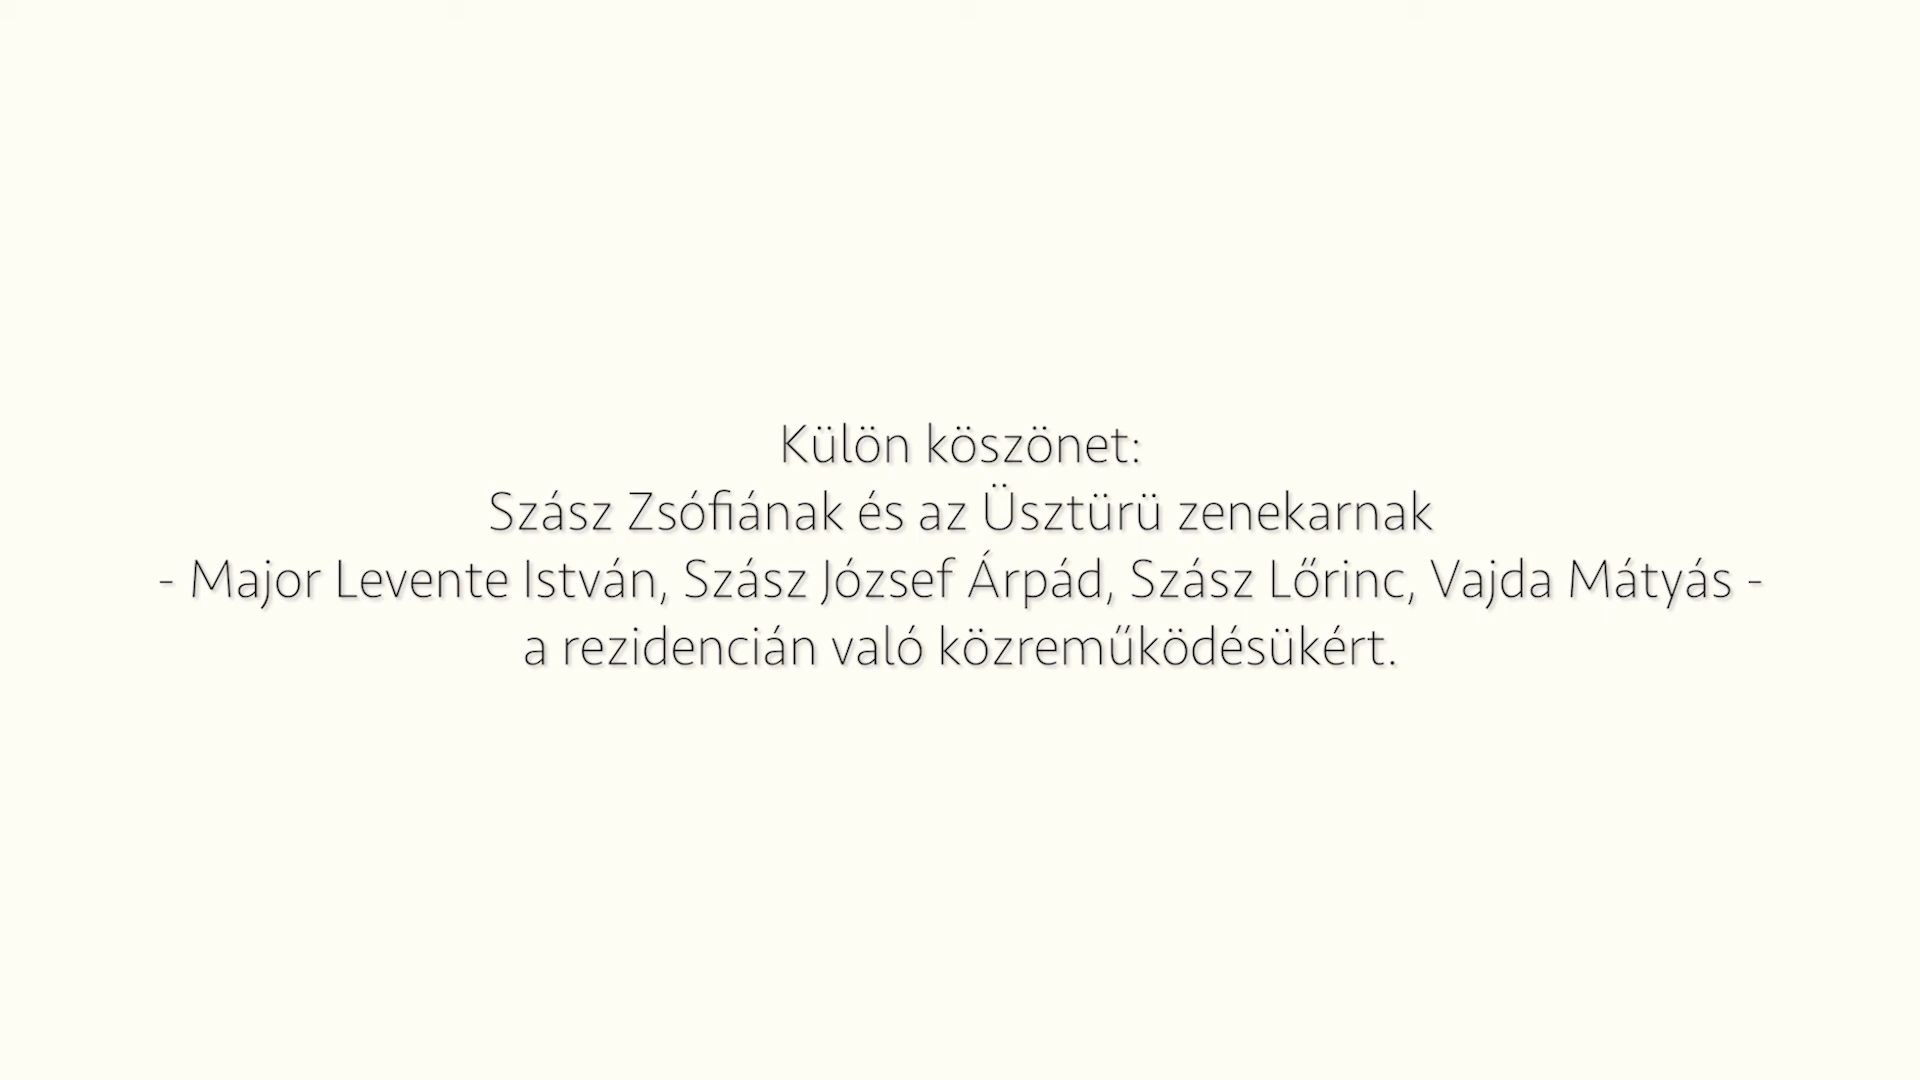 Külön köszönet:
Szász Zsófiának és az Üsztürü zenekarnak
- Major Levente István, Szász József Árpád, Szász Lőrinc, Vajda Mátyás -
a rezidencián való közreműködésükért.